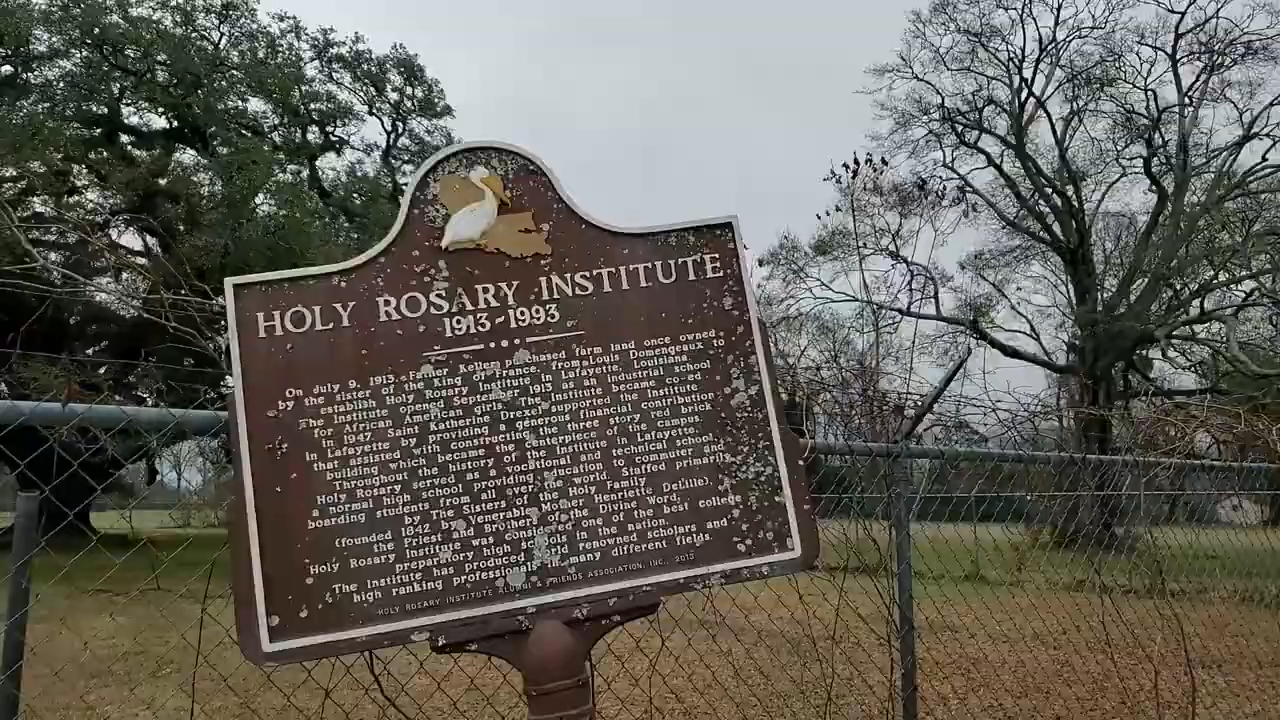 HOLY ROSARY INSTITUTE
1913~1993
On July 9, 1913, Father Keller purchased farm land once owned
by the sister of the King of France, from Louis Domengeaux to
establish Holy Rosary Institute in Lafayette, Louisiana.
The Institute opened September 1913 as an industrial school
for African American girls. The Institute became co-ed
in 1947. Saint Katherine Drexel supported the Institute
in Lafayette by providing a generous financial contribution
that assisted with constructing the three story red brick
building which became the centerpiece of the campus.
Throughout the history of the Institute in Lafayette,
Holy Rosary served as a vocational and technical school,
a normal high school providing education to commuter and
boarding students from all over the world. Staffed primarily
by The Sisters of the Holy Family
(founded 1842 by Venerable Mother Henriette DeLille),
the Priest and Brothers of the Divine Word,
Holy Rosary Institute was considered one of the best college
preparatory high schools in the nation.
The Institute has produced world renowned scholars and
high ranking professionals in many different fields.
HOLY ROSARY INSTITUTE ALUMNI & FRIENDS ASSOCIATION, INC., 2013